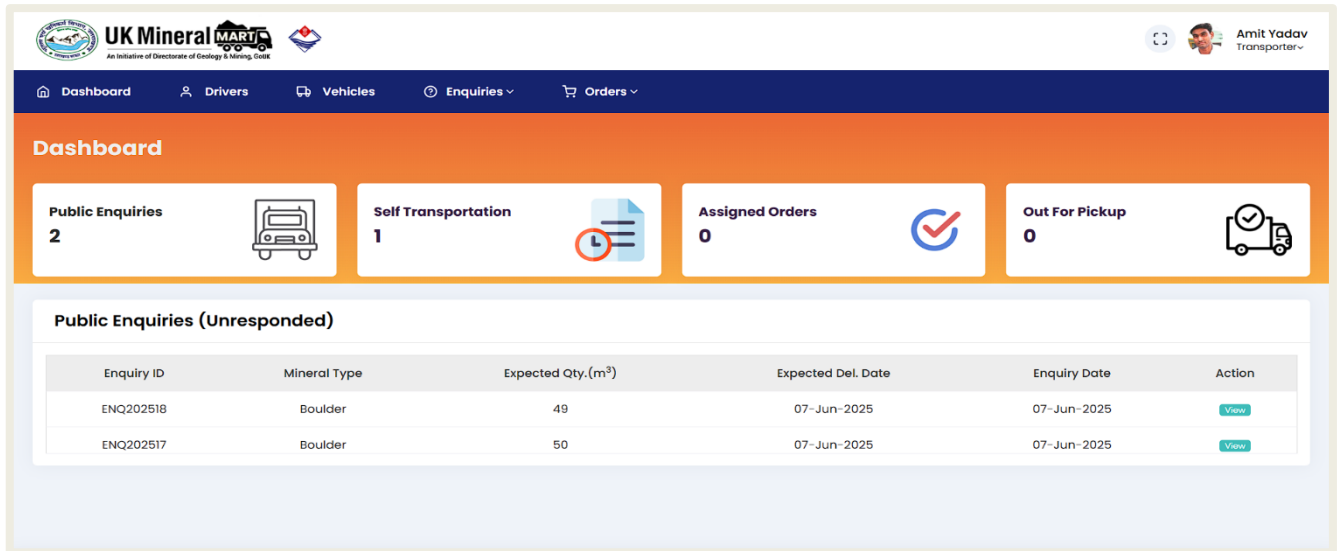 UK Mineral MART
An Initiative of Directorate of Geology & Mining, GoUK
Amit Yadav
Transporter
Dashboard
Drivers
Vehicles
Enquiries
Orders
Dashboard
Public Enquiries
2
Self Transportation
1
Assigned Orders
0
Out For Pickup
0
Public Enquiries (Unresponded)
Enquiry ID Mineral Type Expected Qty.(m³) Expected Del. Date Enquiry Date Action
ENQ202518 Boulder 49 07-Jun-2025 07-Jun-2025 View
ENQ202517 Boulder 50 07-Jun-2025 07-Jun-2025 View